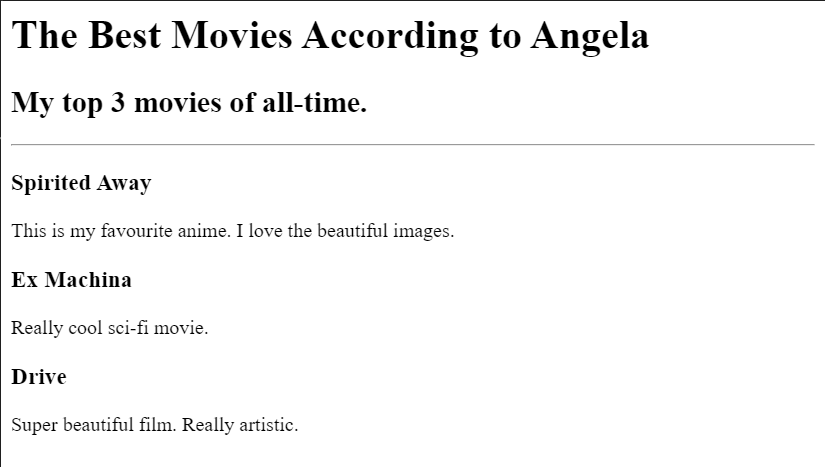 The Best Movies According to Angela
My top 3 movies of all-time.
Spirited Away
This is my favourite anime. I love the beautiful images.
Ex Machina
Really cool sci-fi movie.
Drive
Super beautiful film. Really artistic.